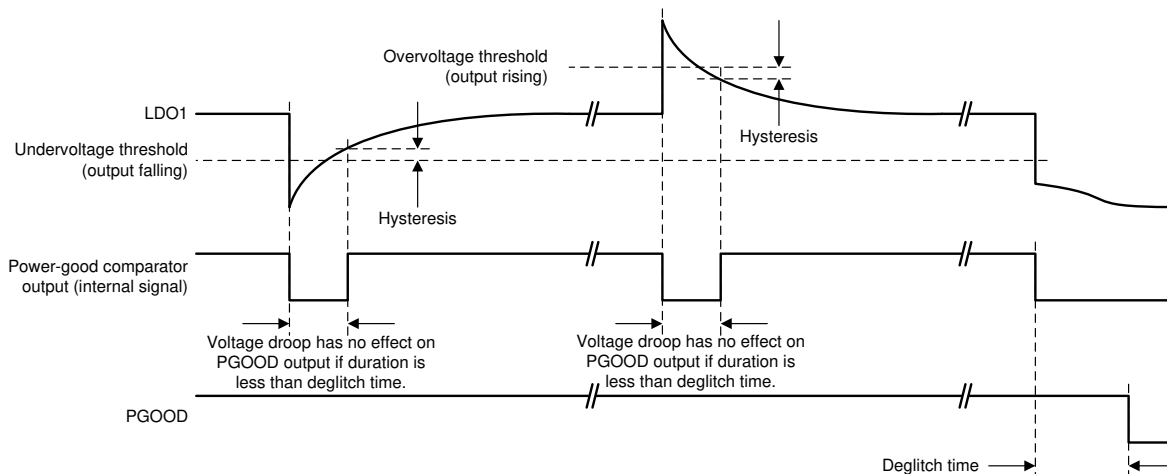 Overvoltage threshold
(output rising)
LDO1
Hysteresis
Undervoltage threshold
(output falling)
Hysteresis
Power-good comparator
output (internal signal)
Voltage droop has no effect on
PGOOD output if duration is
less than deglitch time.
Voltage droop has no effect on
PGOOD output if duration is
less than deglitch time.
PGOOD
Deglitch time